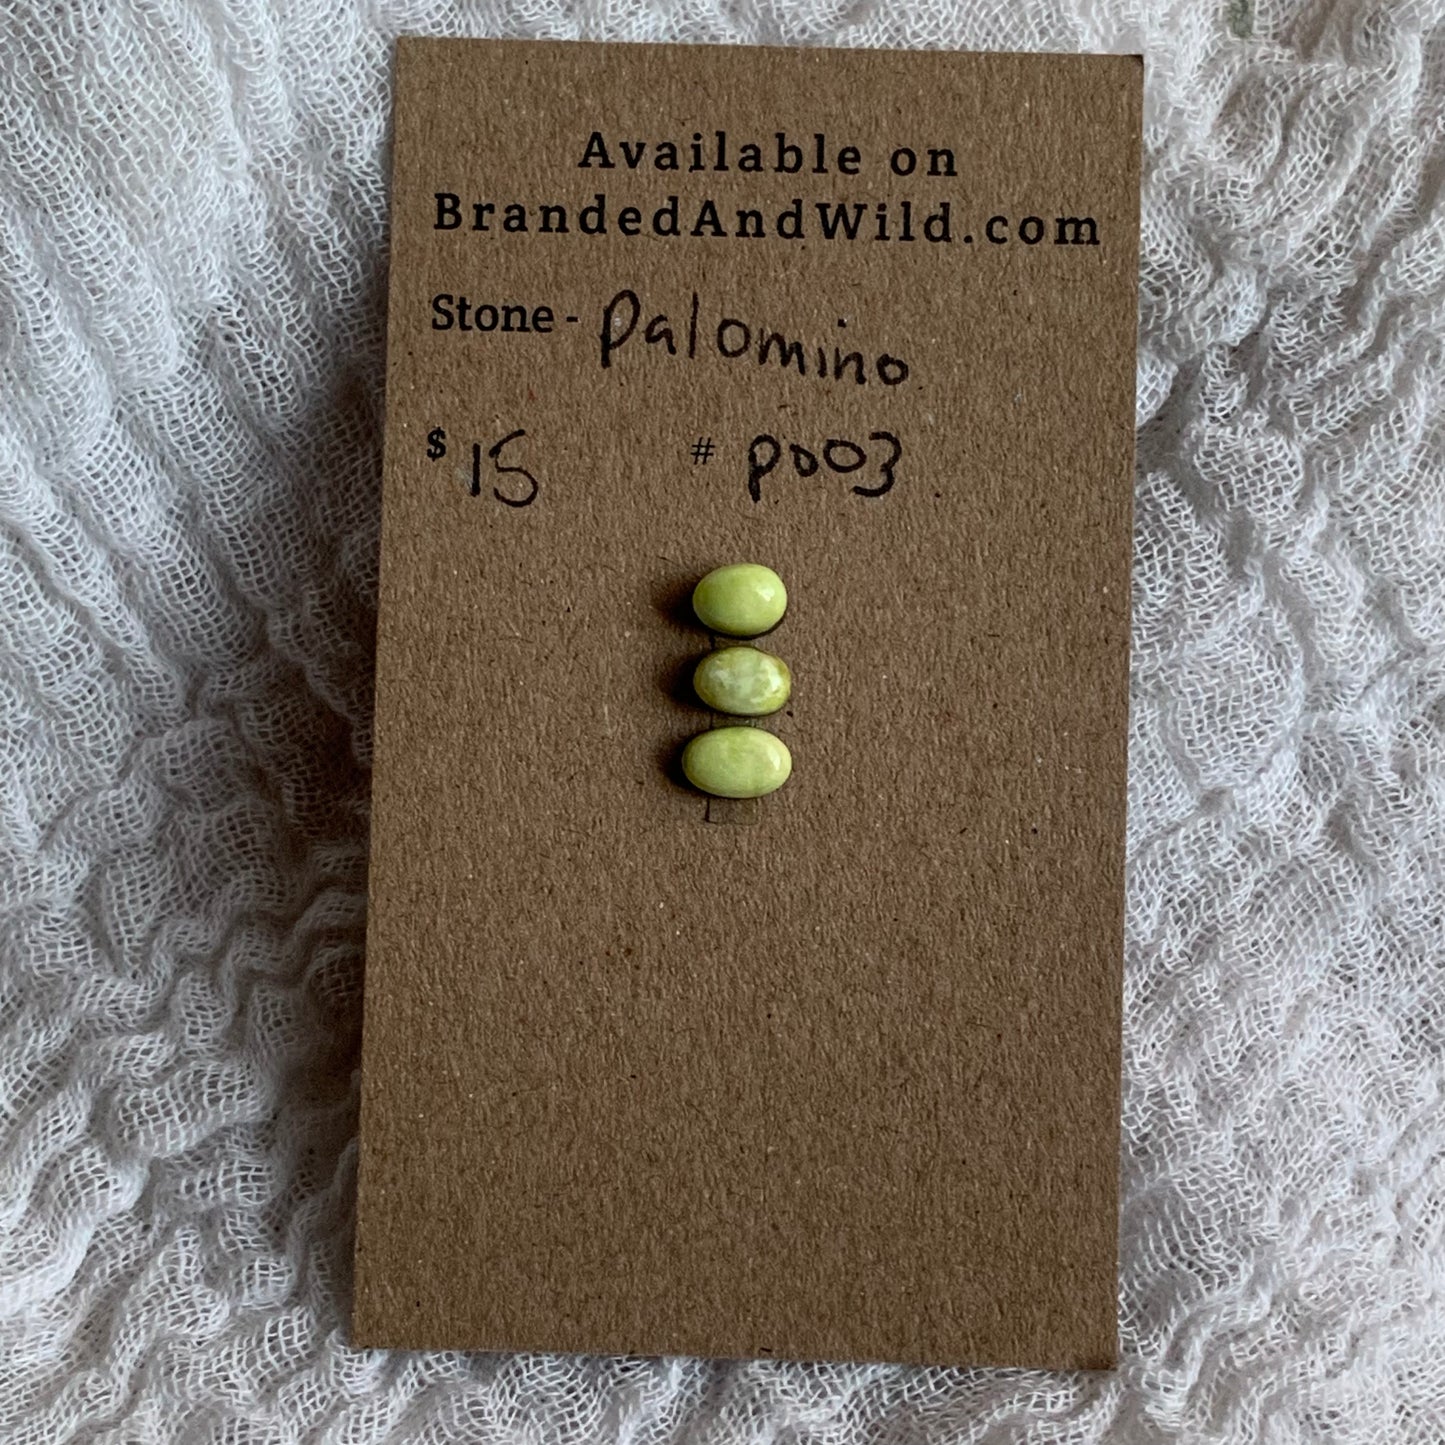 Available on
BrandedAndWild.com
Stone - Palomino
$ 15 # P003